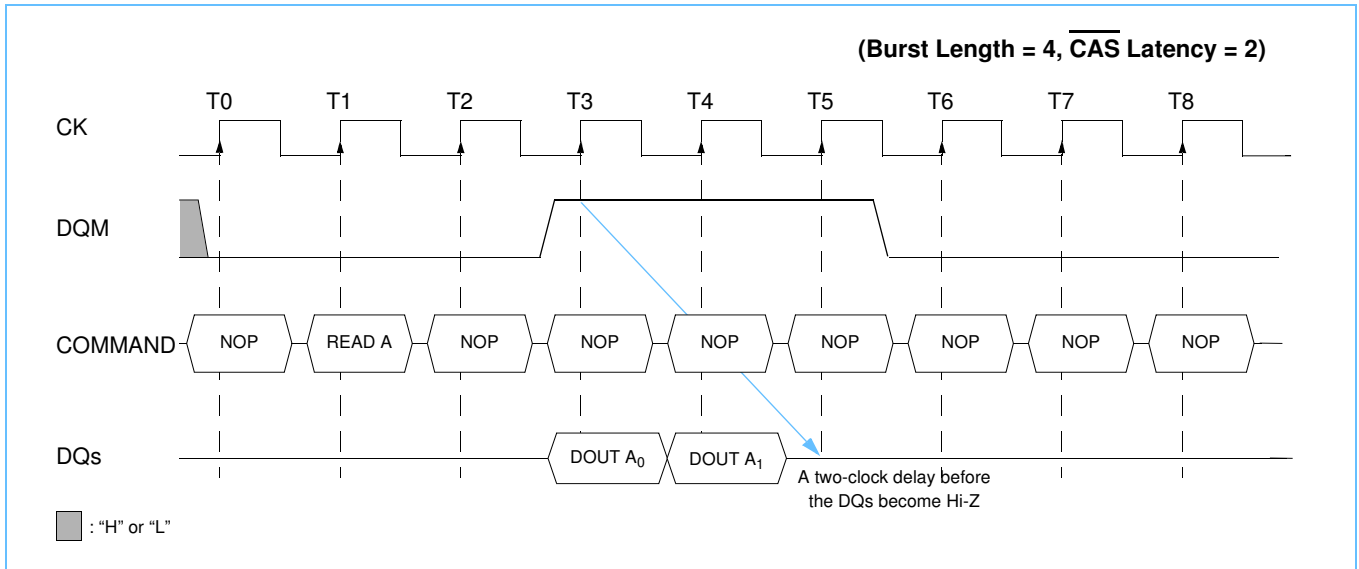 (Burst Length = 4, CAS Latency = 2)
T0 T1 T2 T3 T4 T5 T6 T7 T8
CK
DQM
COMMAND NOP READ A NOP NOP NOP NOP NOP NOP NOP
DQs DOUT A0 DOUT A1
A two-clock delay before
the DQs become Hi-Z
: “H” or “L”